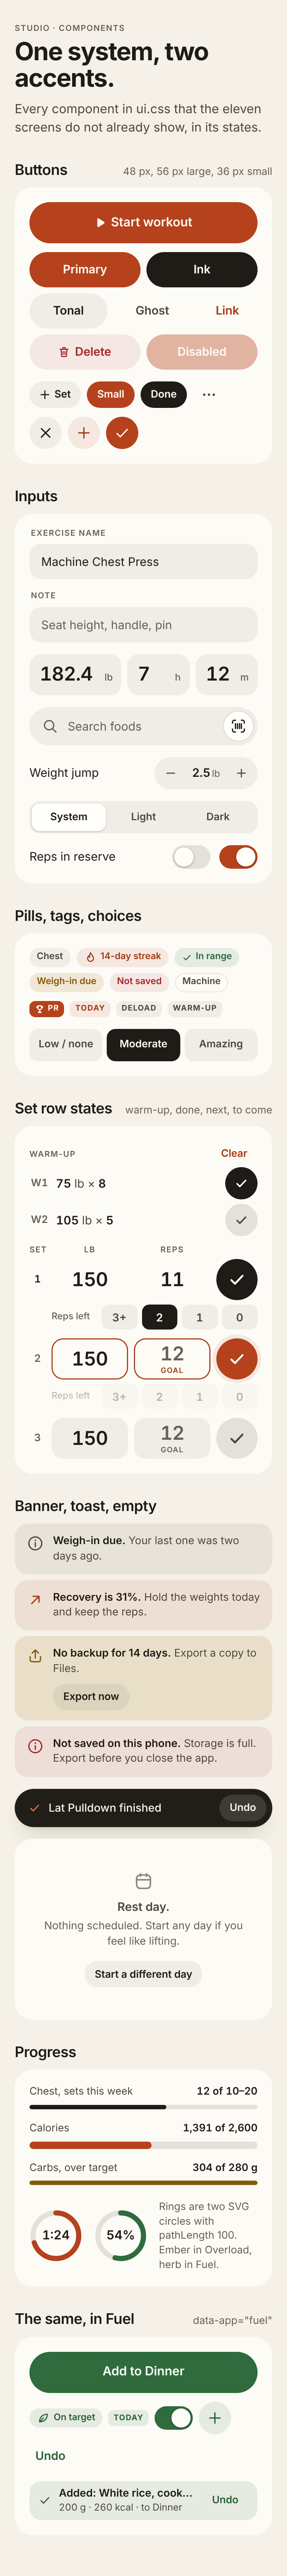 STUDIO · COMPONENTS
One system, two
accents.
Every component in ui.css that the eleven
screens do not already show, in its states.
Buttons
48 px, 56 px large, 36 px small
Start workout
Primary
Ink
Tonal
Ghost
Link
Delete
Disabled
Set
Small
Done
Inputs
EXERCISE NAME
Machine Chest Press
NOTE
Seat height, handle, pin
182.4 lb
7 h
12 m
Search foods
Weight jump
2.5 lb
System
Light
Dark
Reps in reserve
Pills, tags, choices
Chest
14-day streak
In range
Weigh-in due
Not saved
Machine
PR
TODAY
DELOAD
WARM-UP
Low / none
Moderate
Amazing
Set row states
warm-up, done, next, to come
WARM-UP
Clear
W1 75 lb × 8
W2 105 lb × 5
SET LB REPS
1 150 11
Reps left 3+ 2 1 0
2 150 12
GOAL
Reps left 3+ 2 1 0
3 150 12
GOAL
Banner, toast, empty
Weigh-in due. Your last one was two
days ago.
Recovery is 31%. Hold the weights today
and keep the reps.
No backup for 14 days. Export a copy to
Files.
Export now
Not saved on this phone. Storage is full.
Export before you close the app.
Lat Pulldown finished
Undo
Rest day.
Nothing scheduled. Start any day if you
feel like lifting.
Start a different day
Progress
Chest, sets this week
12 of 10–20
Calories
1,391 of 2,600
Carbs, over target
304 of 280 g
1:24
54%
Rings are two SVG
circles with
pathLength 100.
Ember in Overload,
herb in Fuel.
The same, in Fuel
data-app="fuel"
Add to Dinner
On target
TODAY
Undo
Added: White rice, cook...
200 g · 260 kcal · to Dinner
Undo